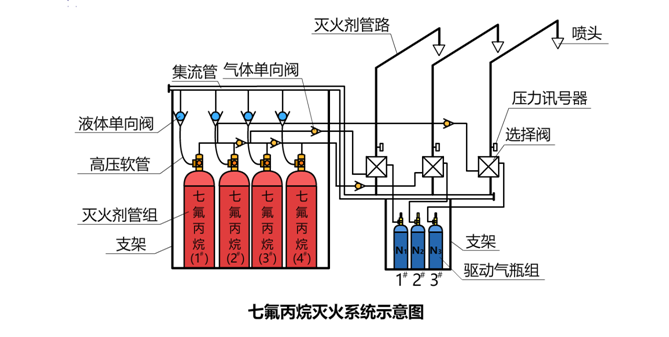 灭火剂管路
喷头
集流管
气体单向阀
液体单向阀
压力讯号器
选择阀
高压软管
灭火剂管组
支架
七氟丙烷(1#)
七氟丙烷(2#)
七氟丙烷(3#)
七氟丙烷(4#)
N1
N2
N3
支架
驱动气瓶组
1#
2#
3#
七氟丙烷灭火系统示意图